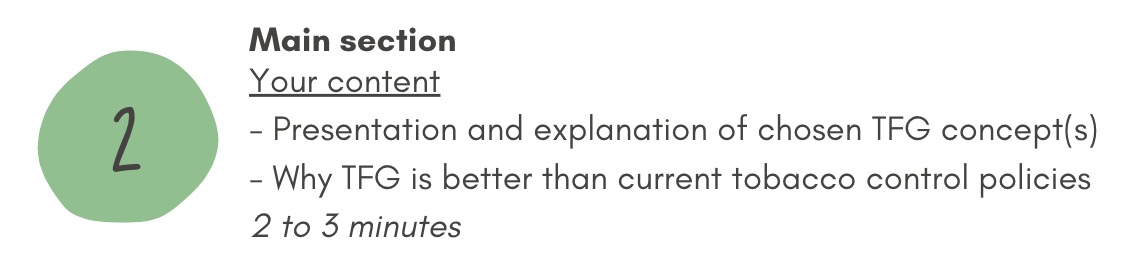 2
Main section
Your content
- Presentation and explanation of chosen TFG concept(s)
- Why TFG is better than current tobacco control policies
2 to 3 minutes